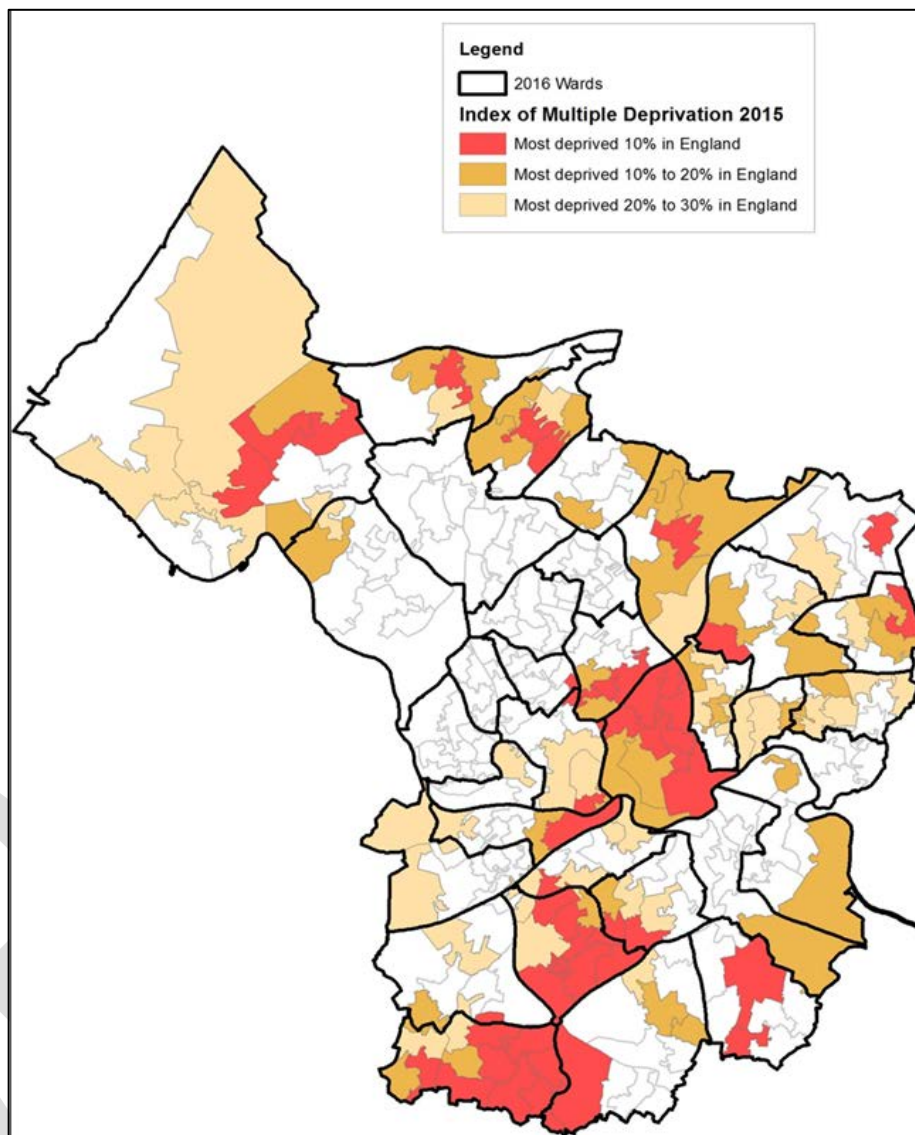 Legend
2016 Wards
Index of Multiple Deprivation 2015
Most deprived 10% in England
Most deprived 10% to 20% in England
Most deprived 20% to 30% in England